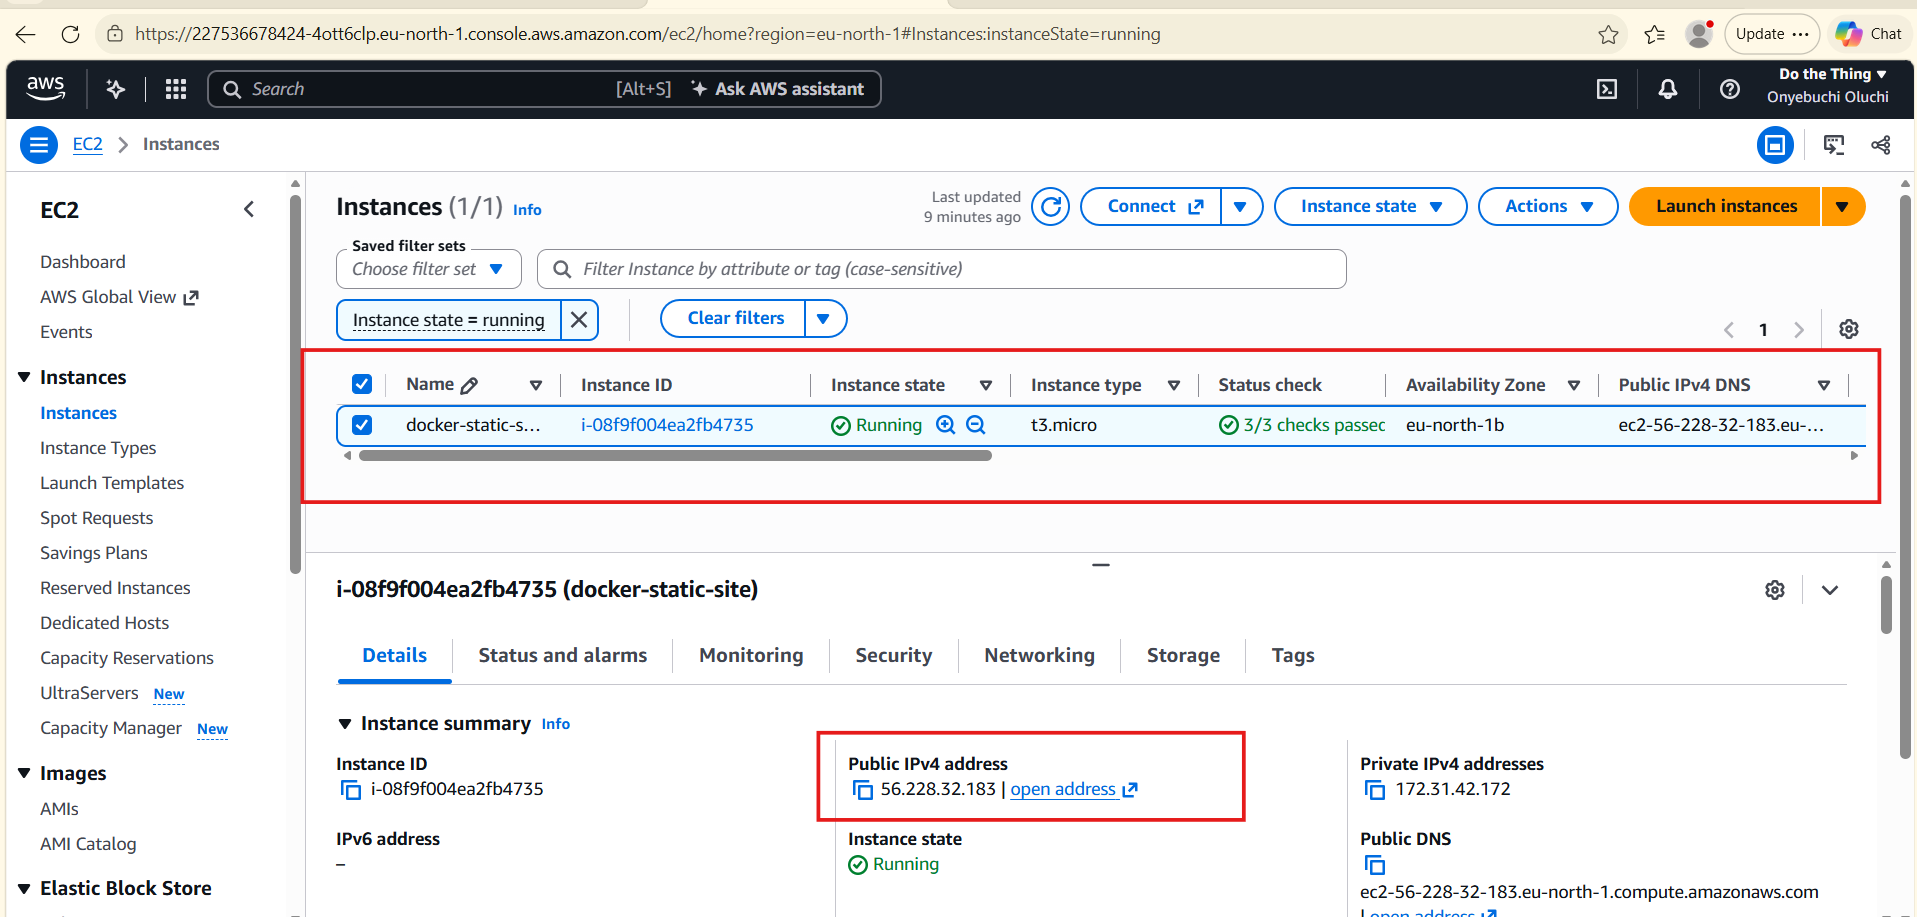 https://227536678424-4ott6clp.eu-north-1.console.aws.amazon.com/ec2/home?region=eu-north-1#Instances:instanceState=running
Update
Chat
aws
Search
[Alt+S]
Ask AWS assistant
Do the Thing
Onyebuchi Oluchi
EC2
Instances
EC2
Dashboard
AWS Global View
Events
Instances
Instances
Instance Types
Launch Templates
Spot Requests
Savings Plans
Reserved Instances
Dedicated Hosts
Capacity Reservations
UltraServers New
Capacity Manager New
Images
AMIs
AMI Catalog
Elastic Block Store
Instances (1/1) Info
Last updated
9 minutes ago
Connect
Instance state
Actions
Launch instances
Saved filter sets
Choose filter set
Filter Instance by attribute or tag (case-sensitive)
Instance state = running
Clear filters
1
Name Instance ID Instance state Instance type Status check Availability Zone Public IPv4 DNS
docker-static-s... i-08f9f004ea2fb4735 Running t3.micro 3/3 checks passec eu-north-1b ec2-56-228-32-183.eu-...
i-08f9f004ea2fb4735 (docker-static-site)
Details Status and alarms Monitoring Security Networking Storage Tags
Instance summary Info
Instance ID
i-08f9f004ea2fb4735
Public IPv4 address
56.228.32.183 | open address
Private IPv4 addresses
172.31.42.172
IPv6 address
–
Instance state
Running
Public DNS
ec2-56-228-32-183.eu-north-1.compute.amazonaws.com
| open address